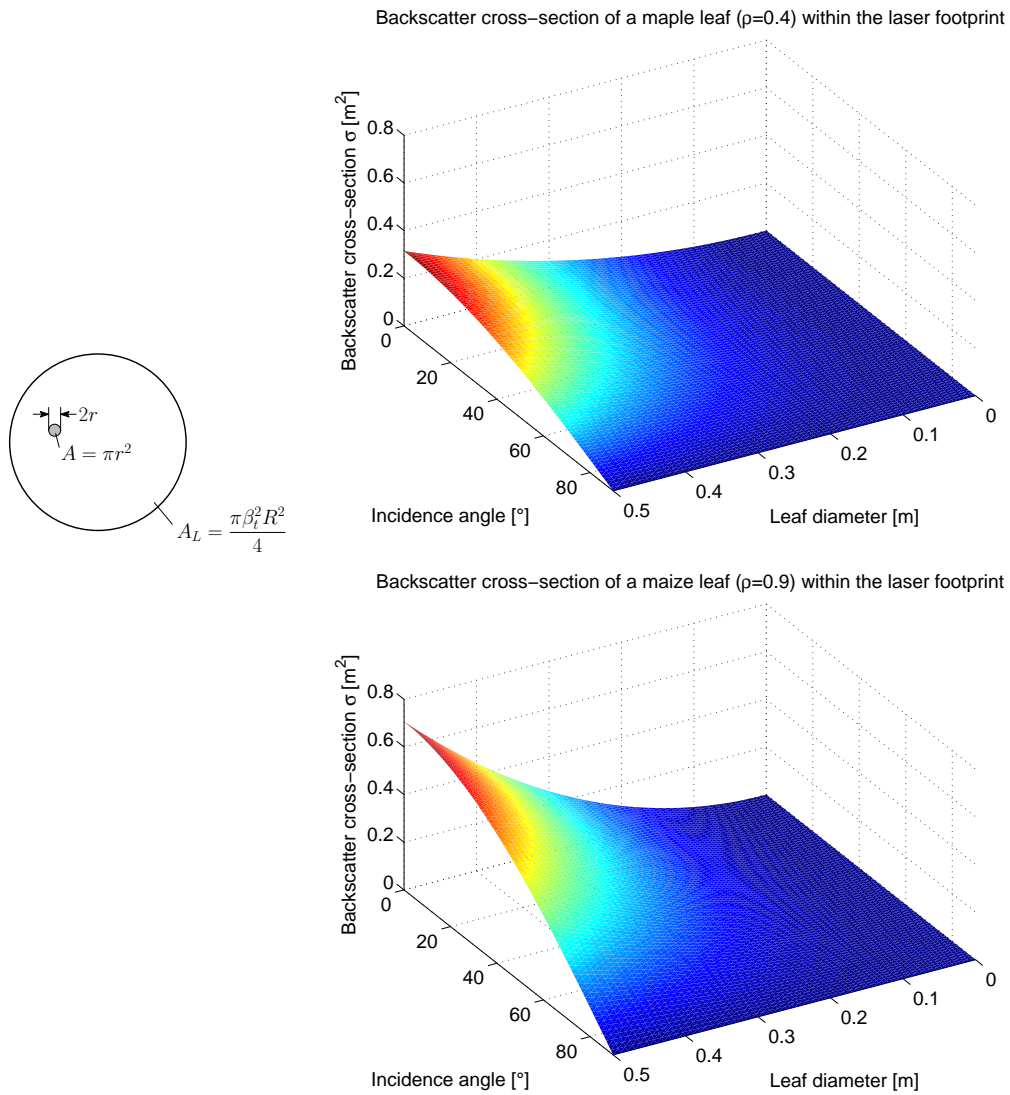 Backscatter cross−section of a maple leaf (ρ=0.4) within the laser footprint
Backscatter cross−section σ [m²]
0.8
0.6
0.4
0.2
0
0
20
40
60
80
Incidence angle [°]
0.5
0.4
0.3
0.2
0.1
0
Leaf diameter [m]
2r
A = πr²
A_L = πβ_t²R² / 4
Backscatter cross−section of a maize leaf (ρ=0.9) within the laser footprint
Backscatter cross−section σ [m²]
0.8
0.6
0.4
0.2
0
0
20
40
60
80
Incidence angle [°]
0.5
0.4
0.3
0.2
0.1
0
Leaf diameter [m]